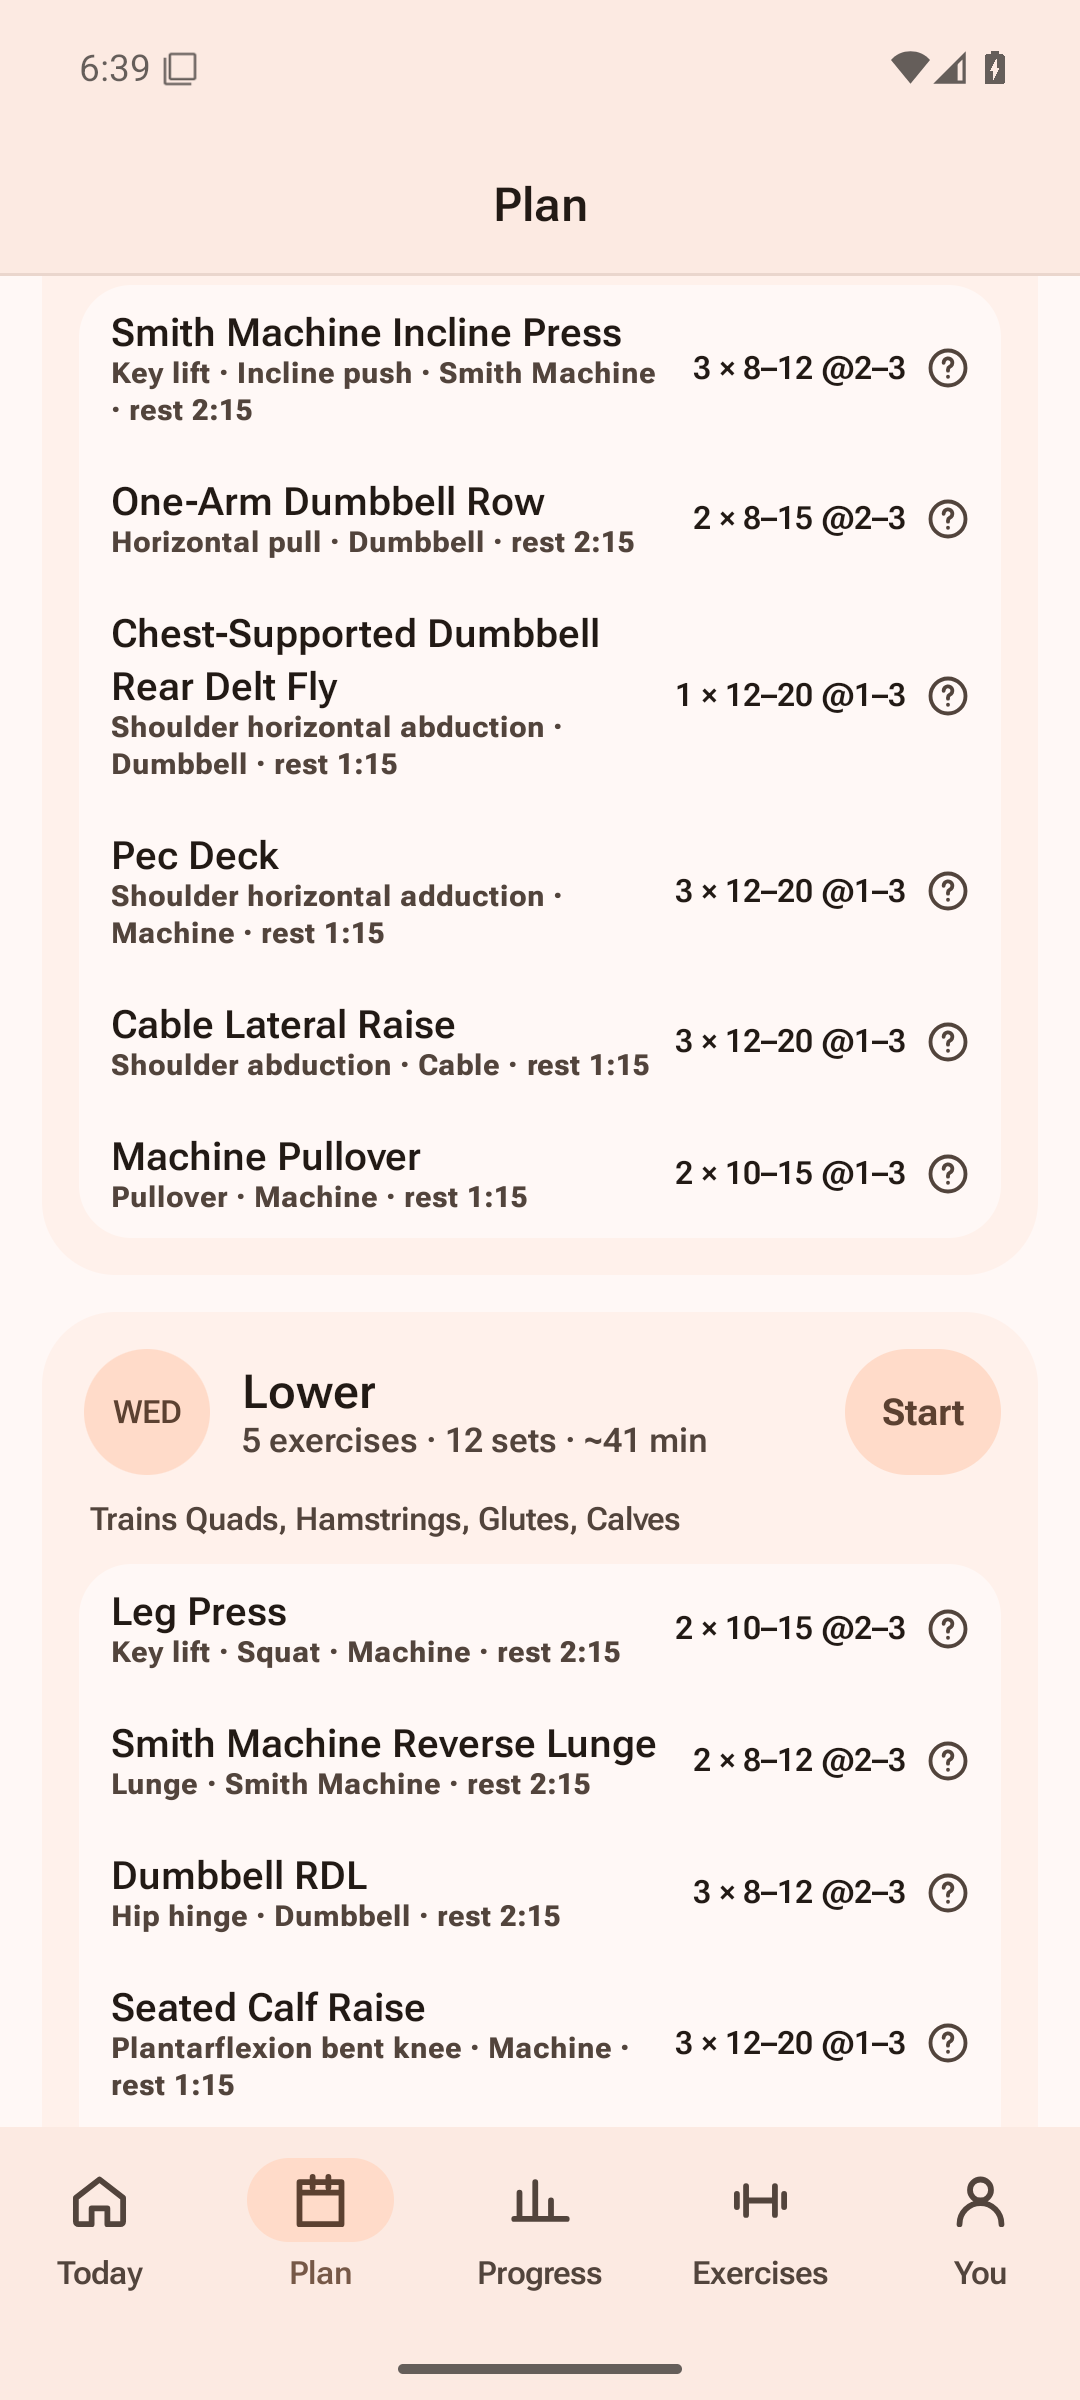 6:39
Plan
Smith Machine Incline Press
Key lift · Incline push · Smith Machine
· rest 2:15
3 × 8–12 @2–3
One-Arm Dumbbell Row
Horizontal pull · Dumbbell · rest 2:15
2 × 8–15 @2–3
Chest-Supported Dumbbell
Rear Delt Fly
Shoulder horizontal abduction ·
Dumbbell · rest 1:15
1 × 12–20 @1–3
Pec Deck
Shoulder horizontal adduction ·
Machine · rest 1:15
3 × 12–20 @1–3
Cable Lateral Raise
Shoulder abduction · Cable · rest 1:15
3 × 12–20 @1–3
Machine Pullover
Pullover · Machine · rest 1:15
2 × 10–15 @1–3
WED
Lower
5 exercises · 12 sets · ~41 min
Start
Trains Quads, Hamstrings, Glutes, Calves
Leg Press
Key lift · Squat · Machine · rest 2:15
2 × 10–15 @2–3
Smith Machine Reverse Lunge
Lunge · Smith Machine · rest 2:15
2 × 8–12 @2–3
Dumbbell RDL
Hip hinge · Dumbbell · rest 2:15
3 × 8–12 @2–3
Seated Calf Raise
Plantarflexion bent knee · Machine ·
rest 1:15
3 × 12–20 @1–3
Today
Plan
Progress
Exercises
You